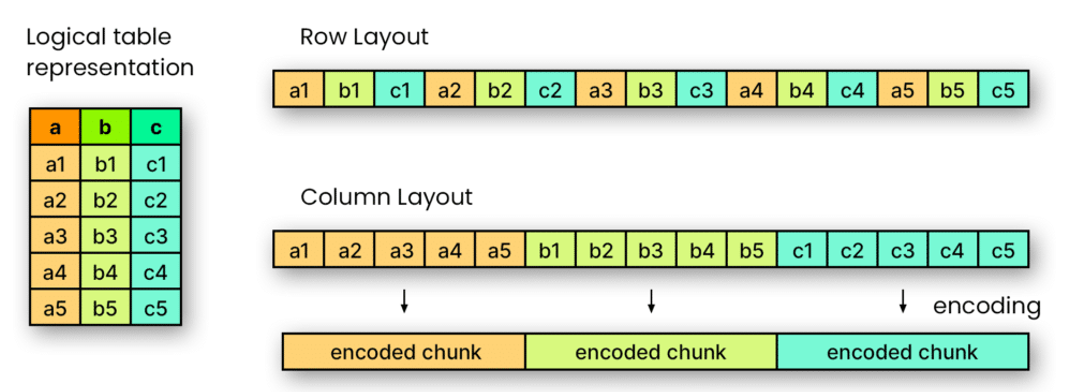 Logical table
representation
a b c
a1 b1 c1
a2 b2 c2
a3 b3 c3
a4 b4 c4
a5 b5 c5
Row Layout
a1 b1 c1 a2 b2 c2 a3 b3 c3 a4 b4 c4 a5 b5 c5
Column Layout
a1 a2 a3 a4 a5 b1 b2 b3 b4 b5 c1 c2 c3 c4 c5
encoding
encoded chunk encoded chunk encoded chunk